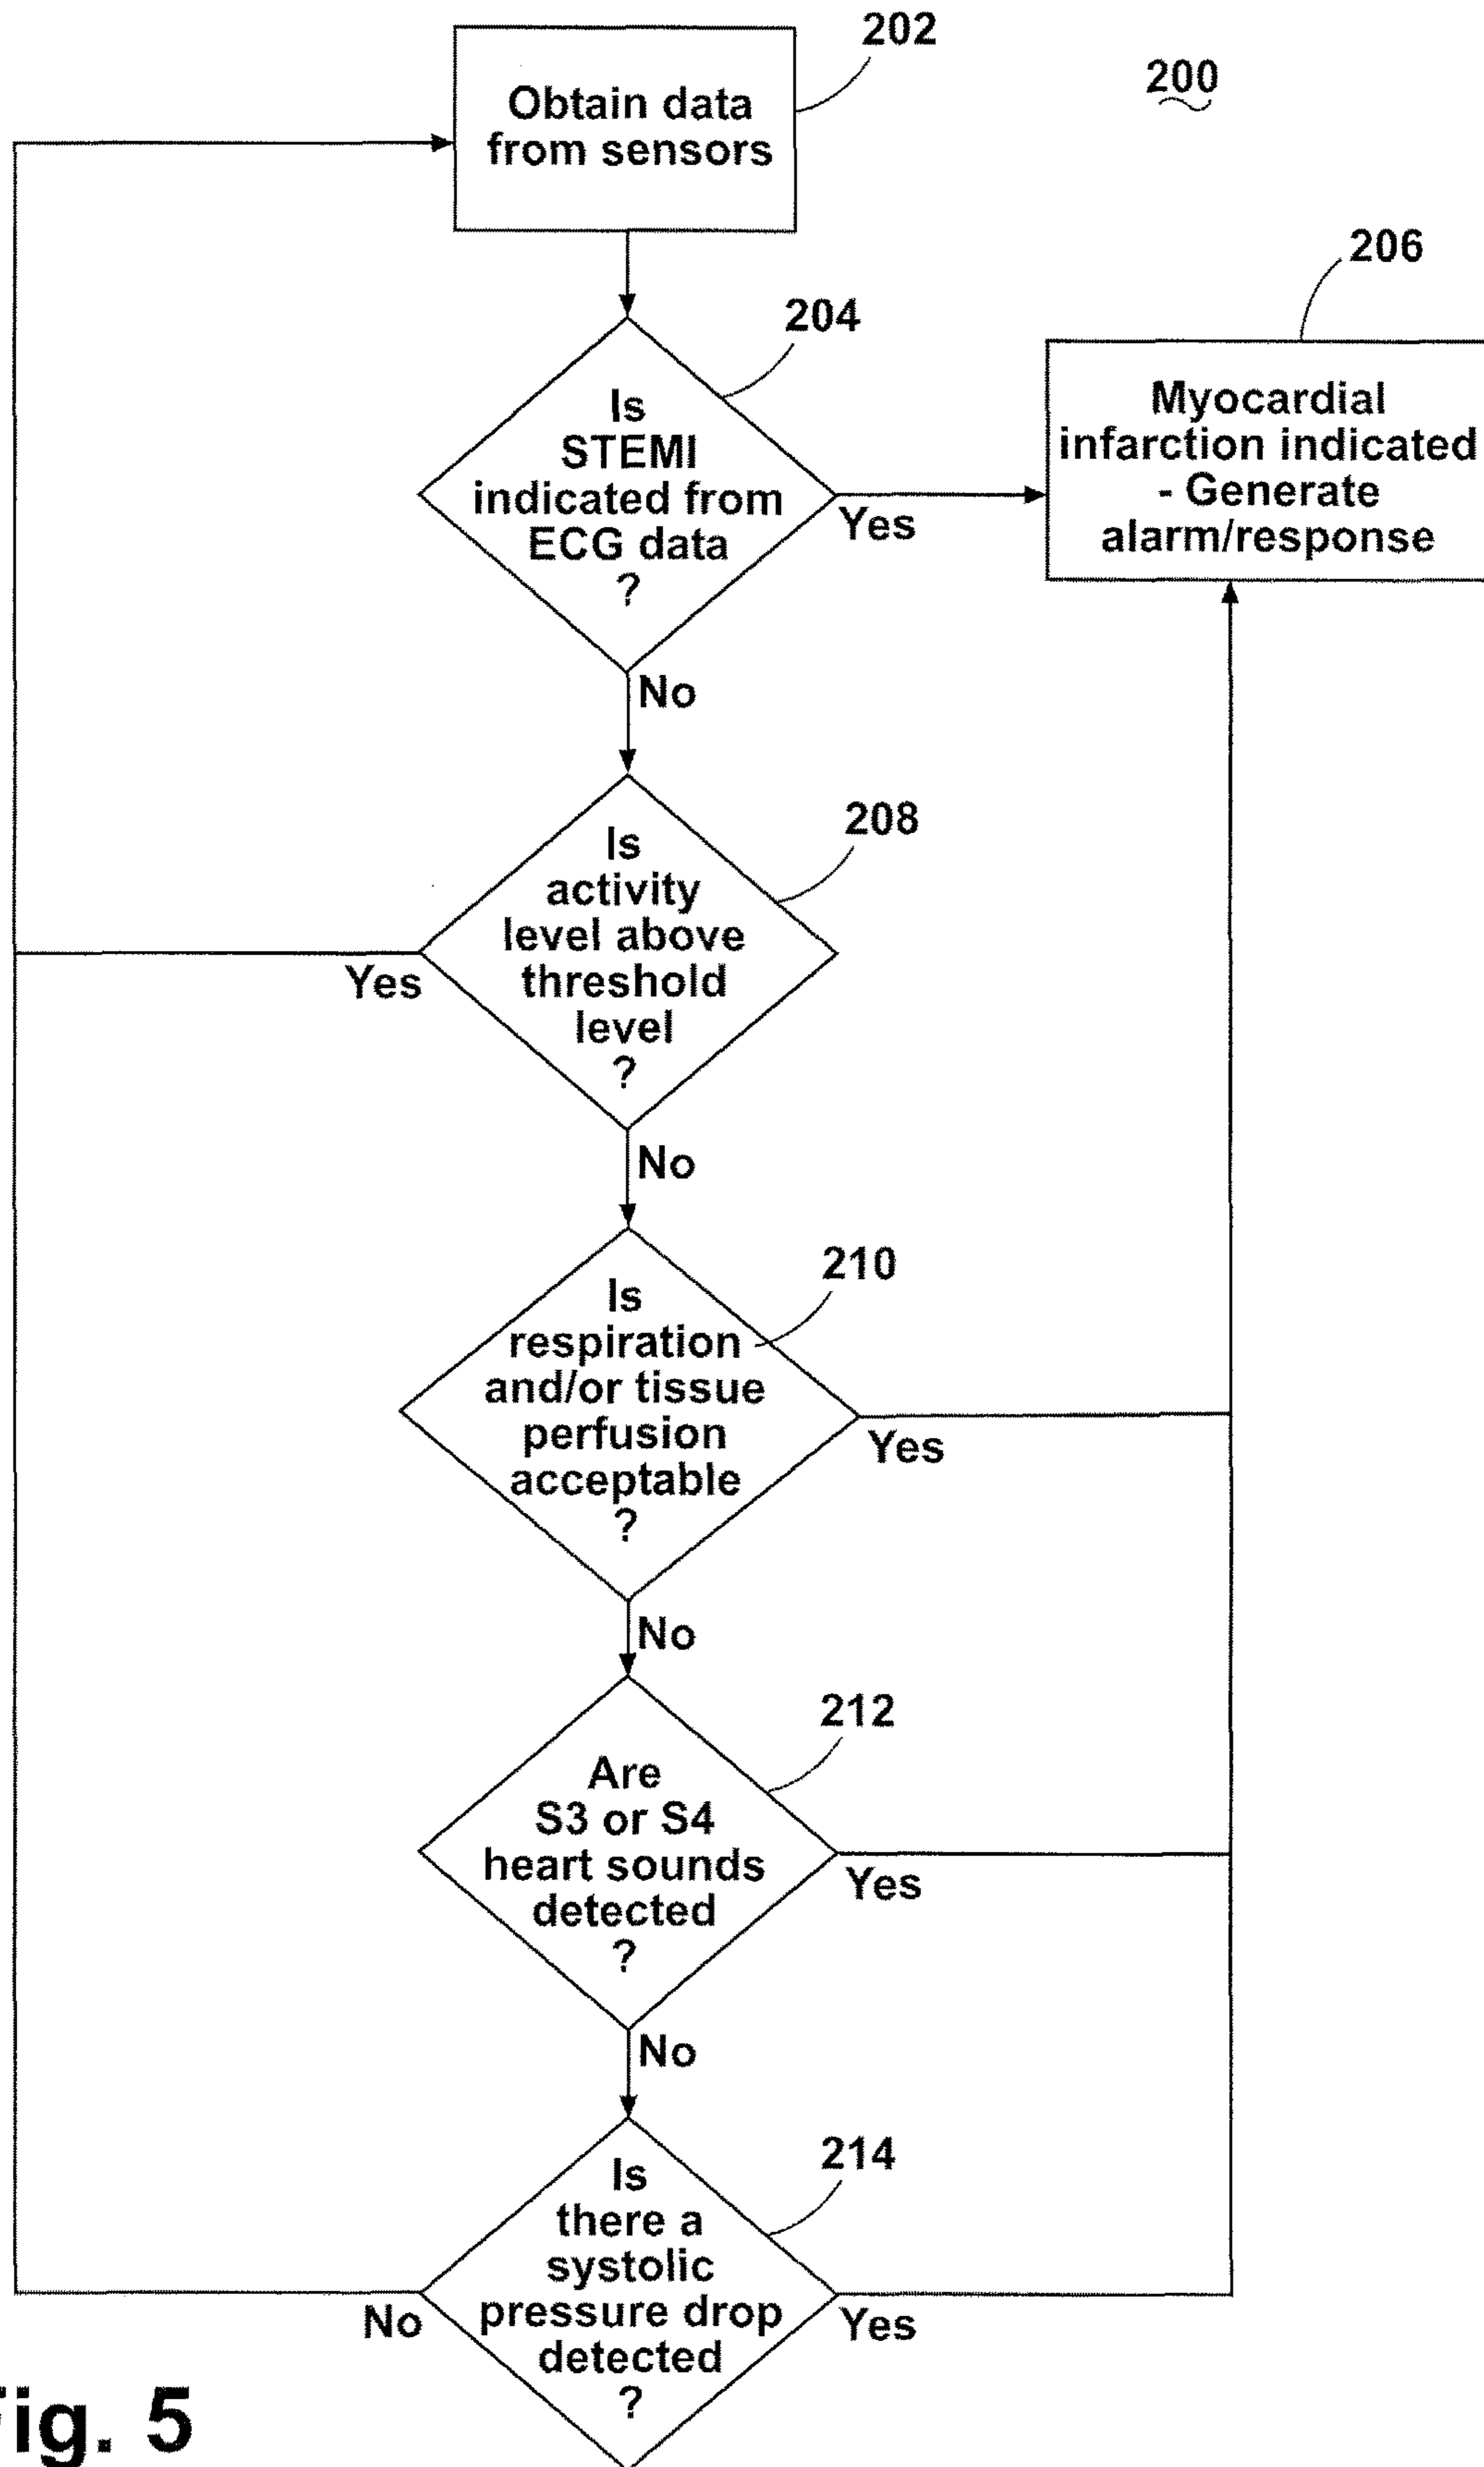 202
200
Obtain data
from sensors
206
204
Is
STEMI
indicated from
ECG data
?
Yes
Myocardial
infarction indicated
- Generate
alarm/response
No
208
Is
activity
level above
threshold
level
?
Yes
No
210
Is
respiration
and/or tissue
perfusion
acceptable
?
Yes
No
212
Are
S3 or S4
heart sounds
detected
?
Yes
No
214
Is
there a
systolic
pressure drop
detected
?
No
Yes
Fig. 5